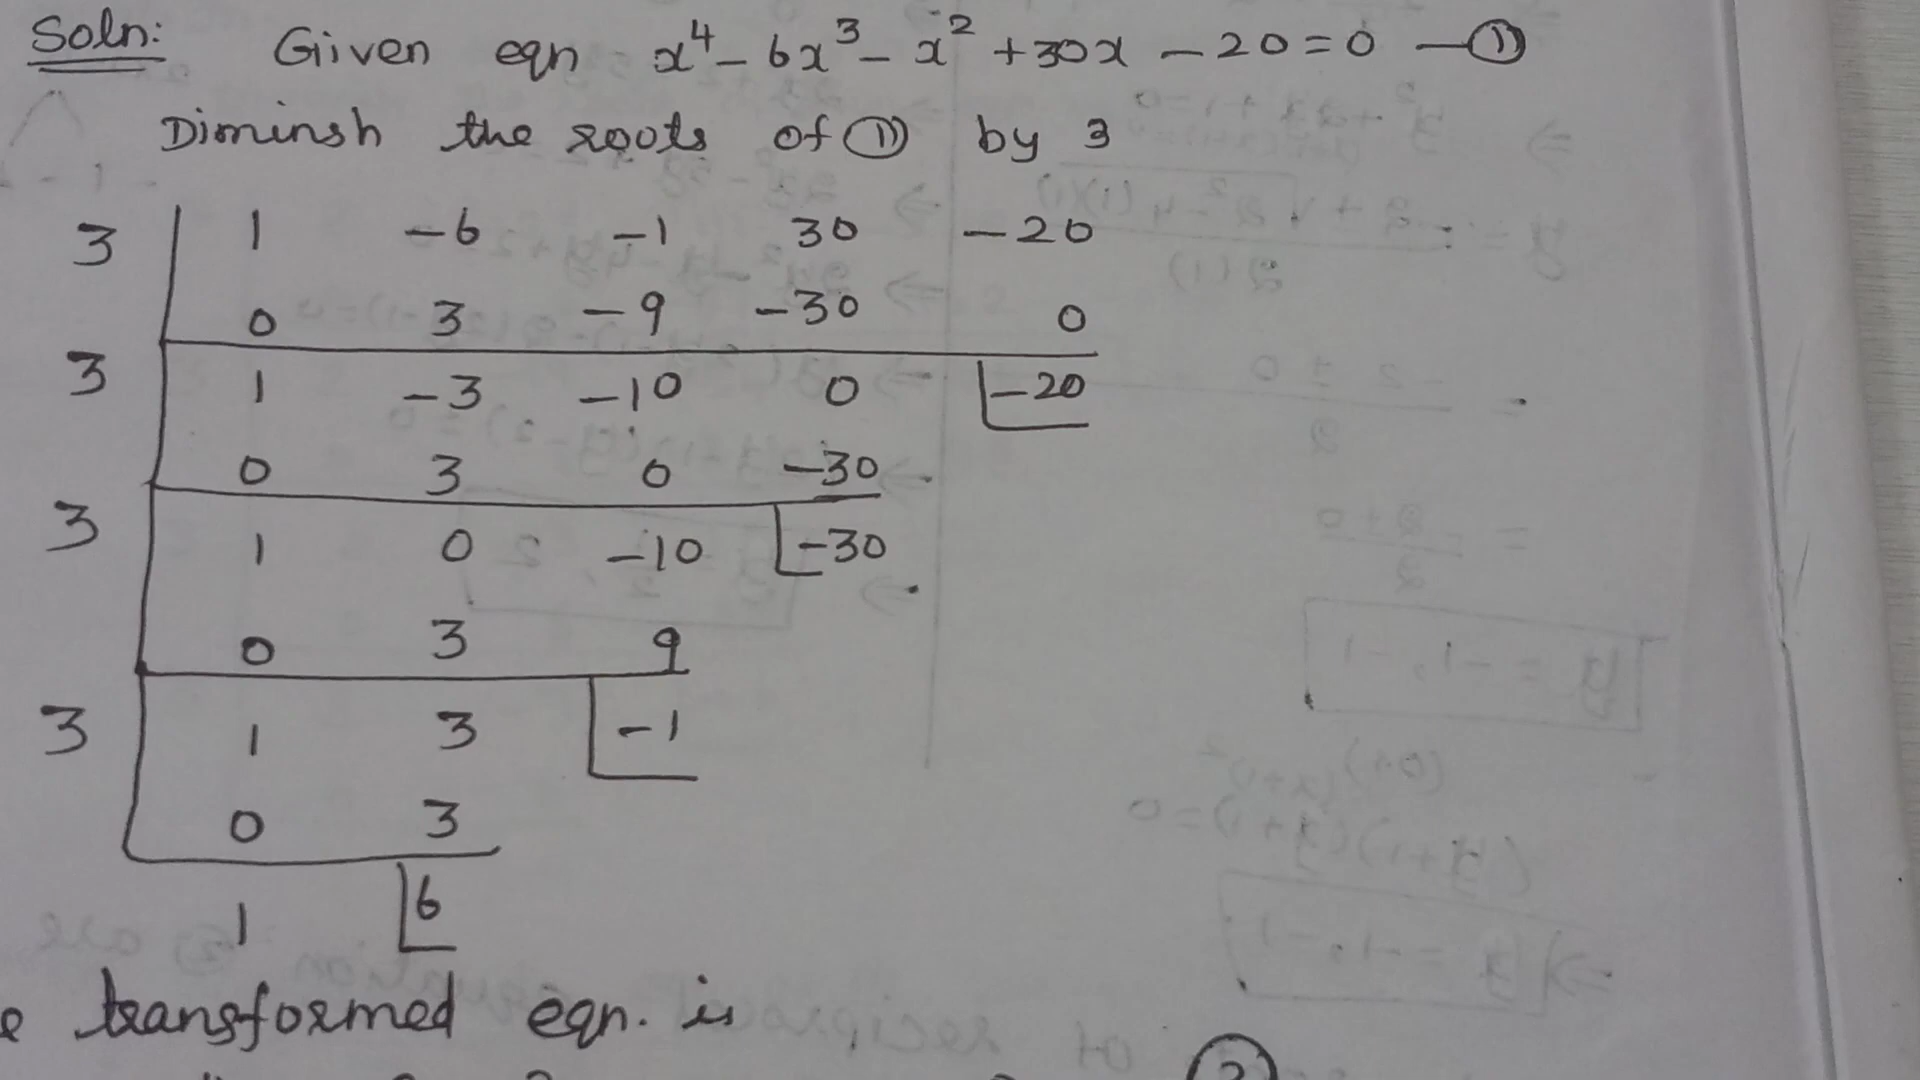 Soln: Given eqn x⁴ - 6x³ - x² + 30x - 20 = 0 — ①
Diminsh the roots of ① by 3
3 | 1 -6 -1 30 -20
0 3 -9 -30 0
3 1 -3 -10 0 -20
0 3 0 -30
3 1 0 -10 -30
0 3 9
3 1 3 -1
0 3
1 6
transformed eqn. is